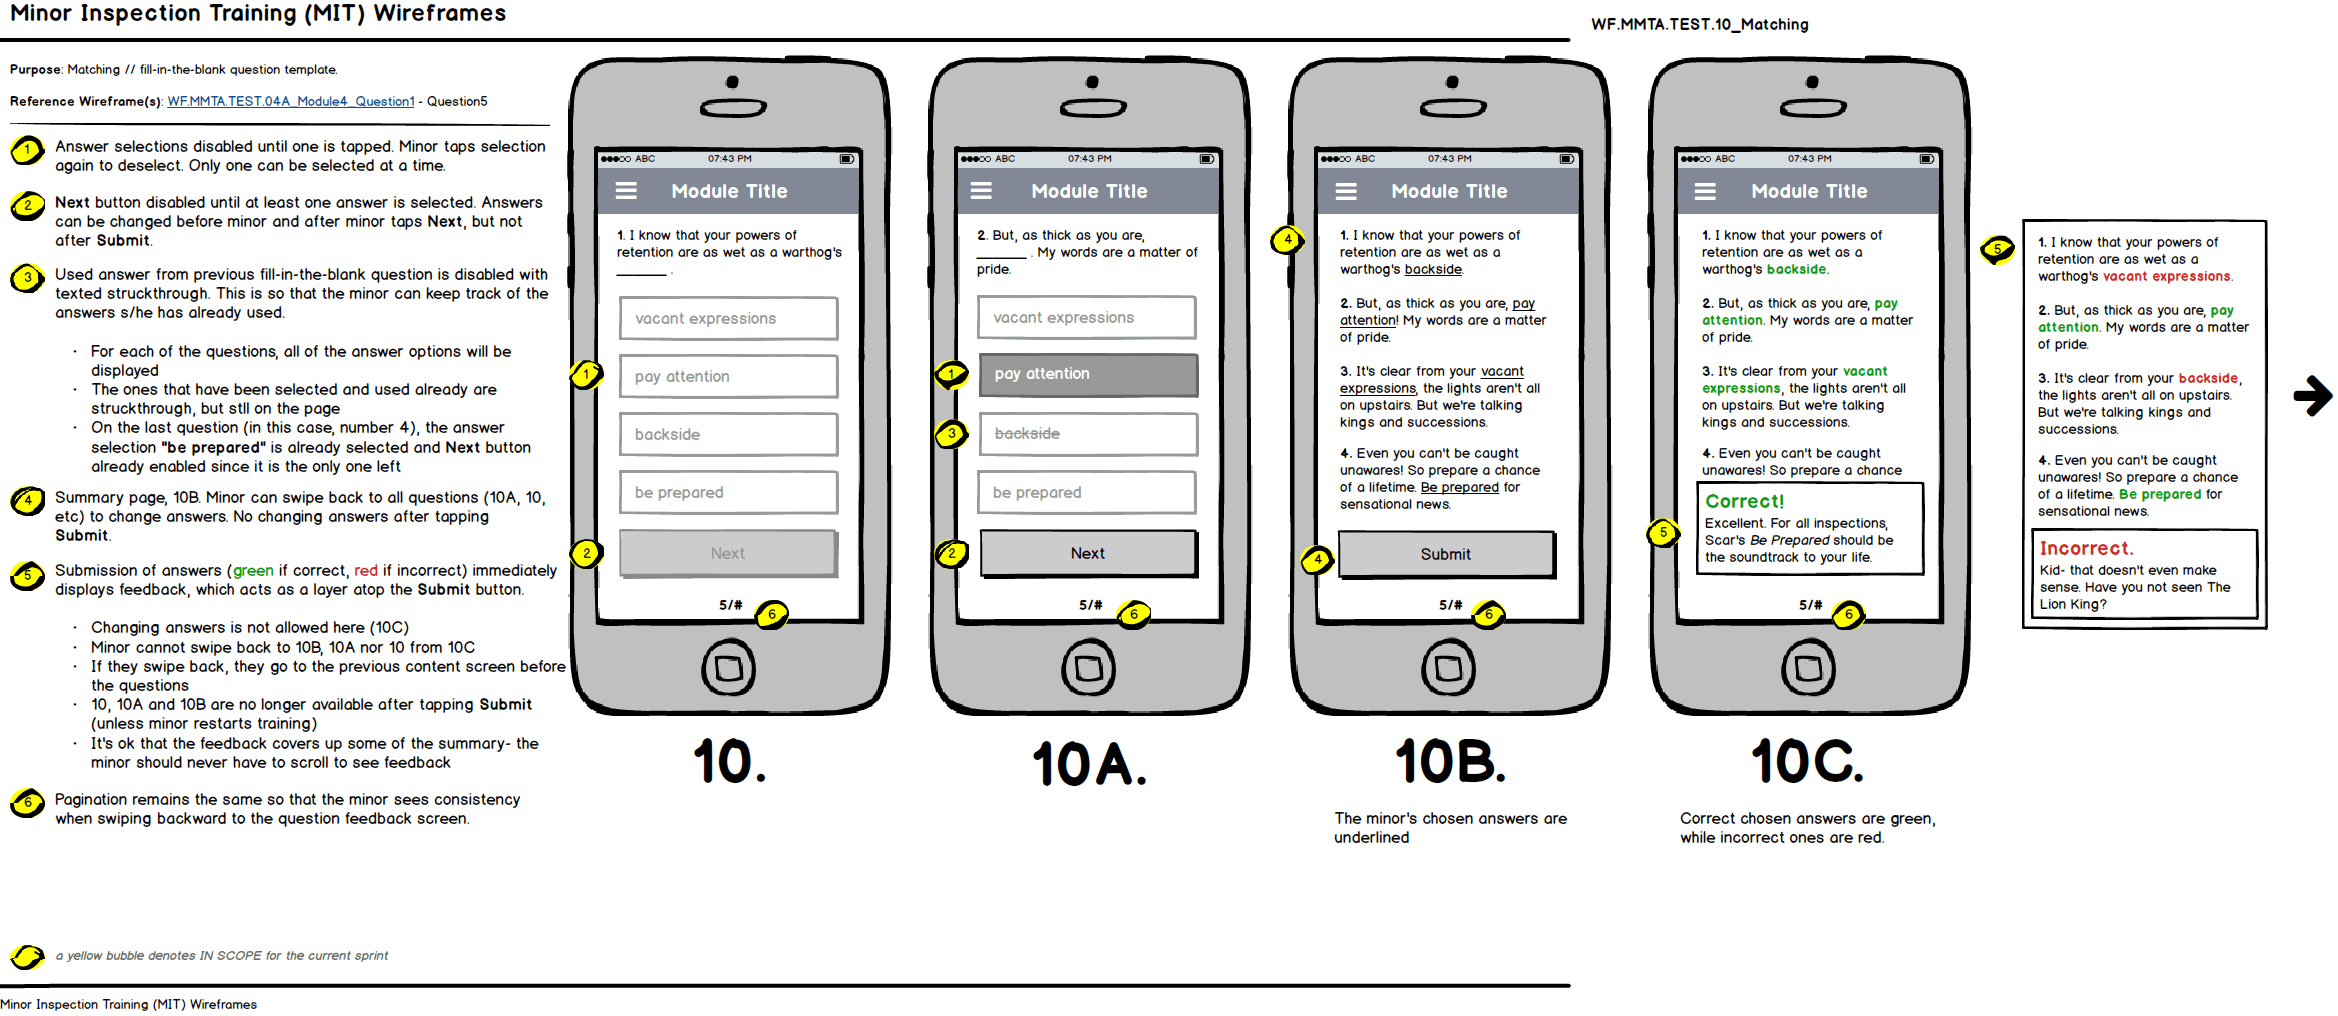 Minor Inspection Training (MIT) Wireframes
WF.MMTA.TEST.10_Matching
Purpose: Matching // fill-in-the-blank question template.
Reference Wireframe(s): WF.MMTA.TEST.04A_Module4_Question1 - Question5
1
Answer selections disabled until one is tapped. Minor taps selection
again to deselect. Only one can be selected at a time.
2
Next button disabled until at least one answer is selected. Answers
can be changed before minor and after minor taps Next, but not
after Submit.
3
Used answer from previous fill-in-the-blank question is disabled with
texted struckthrough. This is so that the minor can keep track of the
answers s/he has already used.
· For each of the questions, all of the answer options will be
displayed
· The ones that have been selected and used already are
struckthrough, but stll on the page
· On the last question (in this case, number 4), the answer
selection "be prepared" is already selected and Next button
already enabled since it is the only one left
4
Summary page, 10B. Minor can swipe back to all questions (10A, 10,
etc) to change answers. No changing answers after tapping
Submit.
5
Submission of answers (green if correct, red if incorrect) immediately
displays feedback, which acts as a layer atop the Submit button.
· Changing answers is not allowed here (10C)
· Minor cannot swipe back to 10B, 10A nor 10 from 10C
· If they swipe back, they go to the previous content screen before
the questions
· 10, 10A and 10B are no longer available after tapping Submit
(unless minor restarts training)
· It's ok that the feedback covers up some of the summary- the
minor should never have to scroll to see feedback
6
Pagination remains the same so that the minor sees consistency
when swiping backward to the question feedback screen.
a yellow bubble denotes IN SCOPE for the current sprint
Minor Inspection Training (MIT) Wireframes
ABC 07:43 PM
Module Title
1. I know that your powers of
retention are as wet as a warthog's
_______ .
vacant expressions
1
pay attention
backside
be prepared
2
Next
5/#
6
10.
ABC 07:43 PM
Module Title
2. But, as thick as you are,
_______ . My words are a matter of
pride.
vacant expressions
1
pay attention
3
backside
be prepared
2
Next
5/#
6
10A.
ABC 07:43 PM
Module Title
4
1. I know that your powers of
retention are as wet as a
warthog's backside.
2. But, as thick as you are, pay
attention! My words are a matter
of pride.
3. It's clear from your vacant
expressions, the lights aren't all
on upstairs. But we're talking
kings and successions.
4. Even you can't be caught
unawares! So prepare a chance
of a lifetime. Be prepared for
sensational news.
4
Submit
5/#
6
10B.
The minor's chosen answers are
underlined
ABC 07:43 PM
Module Title
1. I know that your powers of
retention are as wet as a
warthog's backside.
2. But, as thick as you are, pay
attention. My words are a matter
of pride.
3. It's clear from your vacant
expressions, the lights aren't all
on upstairs. But we're talking
kings and successions.
4. Even you can't be caught
unawares! So prepare a chance
5
Correct!
Excellent. For all inspections,
Scar's Be Prepared should be
the soundtrack to your life.
5/#
6
10C.
Correct chosen answers are green,
while incorrect ones are red.
5
1. I know that your powers of
retention are as wet as a
warthog's vacant expressions.
2. But, as thick as you are, pay
attention. My words are a matter
of pride.
3. It's clear from your backside,
the lights aren't all on upstairs.
But we're talking kings and
successions.
4. Even you can't be caught
unawares! So prepare a chance
of a lifetime. Be prepared for
sensational news.
Incorrect.
Kid- that doesn't even make
sense. Have you not seen The
Lion King?